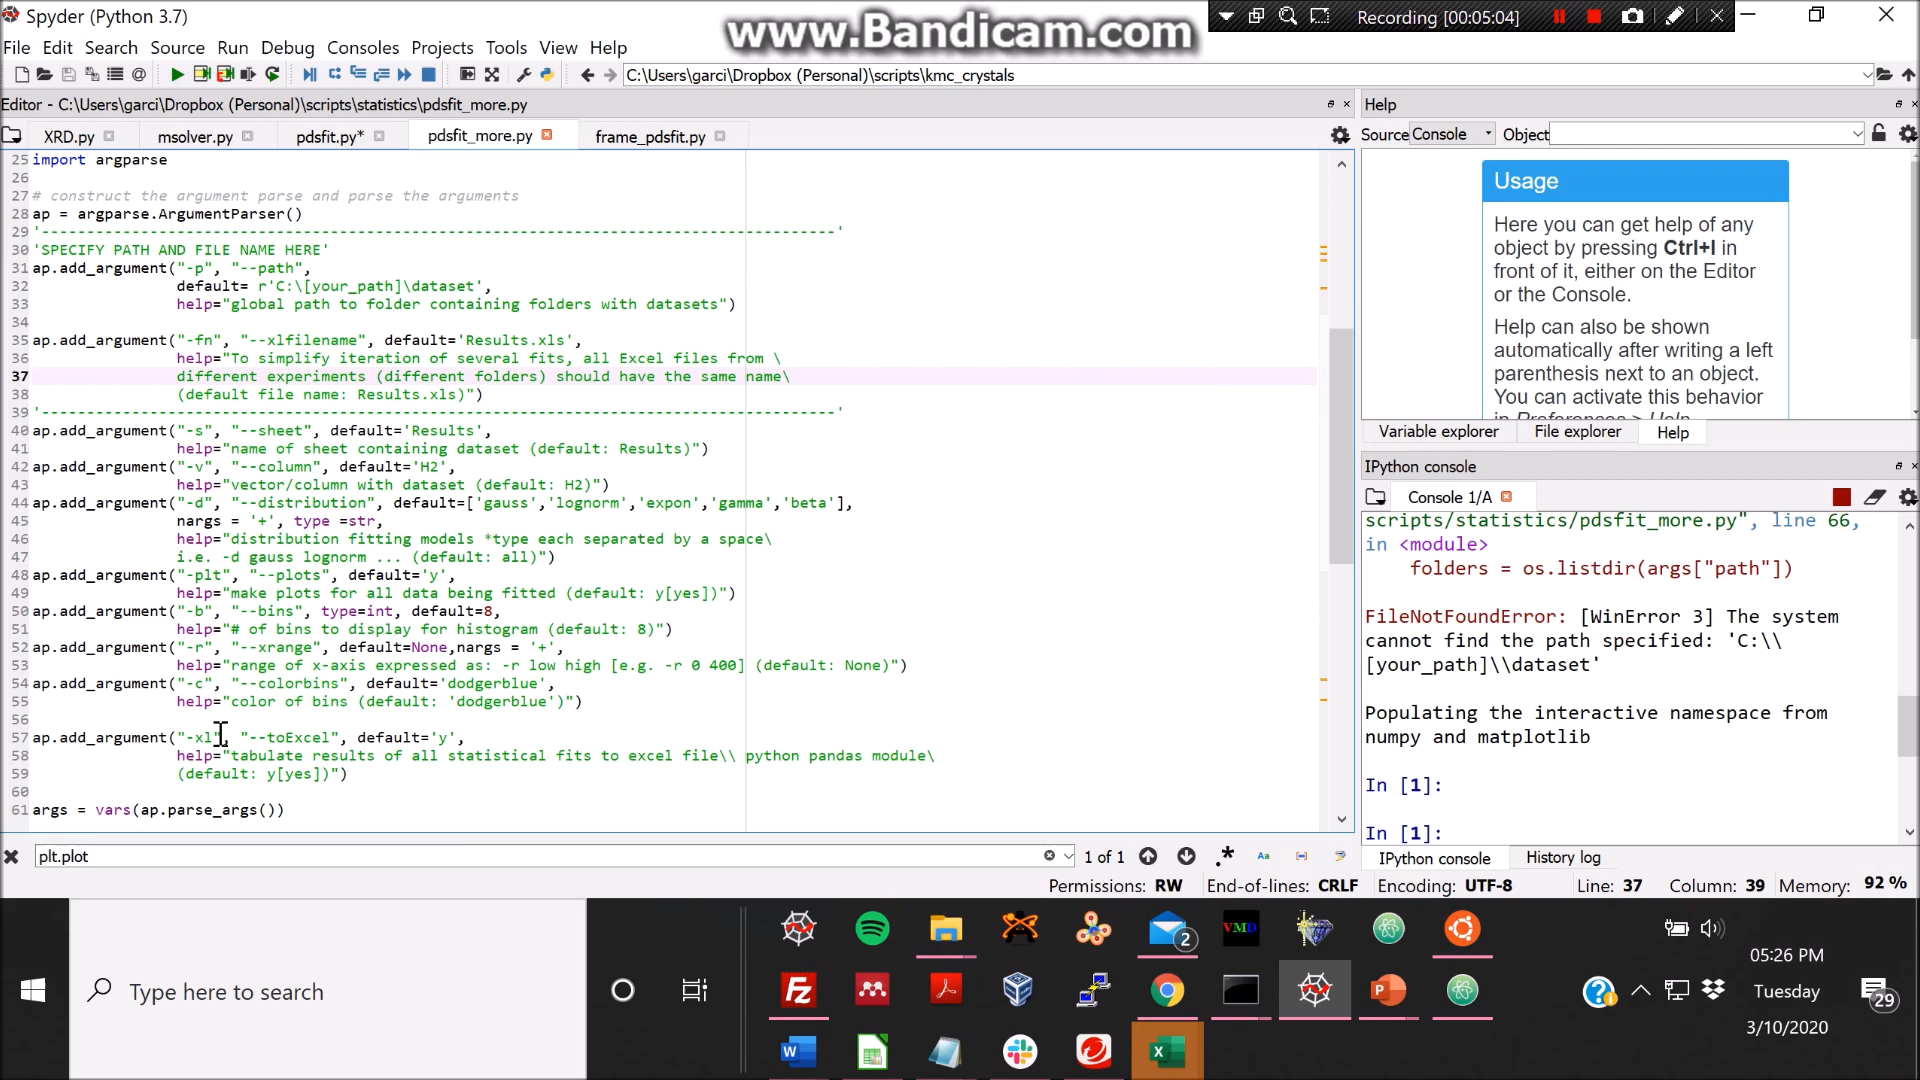 Spyder (Python 3.7)
www.Bandicam.com
Recording [00:05:04]
File Edit Search Source Run Debug Consoles Projects Tools View Help
C:\Users\garci\Dropbox (Personal)\scripts\kmc_crystals
Editor - C:\Users\garci\Dropbox (Personal)\scripts\statistics\pdsfit_more.py
XRD.py msolver.py pdsfit.py* pdsfit_more.py frame_pdsfit.py
25 import argparse
26
27 # construct the argument parse and parse the arguments
28 ap = argparse.ArgumentParser()
29 '----------------------------------------------------------------------------------------'
30 'SPECIFY PATH AND FILE NAME HERE'
31 ap.add_argument("-p", "--path",
32 default= r'C:\[your_path]\dataset',
33 help="global path to folder containing folders with datasets")
34
35 ap.add_argument("-fn", "--xlfilename", default='Results.xls',
36 help="To simplify iteration of several fits, all Excel files from \
37 different experiments (different folders) should have the same name\
38 (default file name: Results.xls)")
39 '----------------------------------------------------------------------------------------'
40 ap.add_argument("-s", "--sheet", default='Results',
41 help="name of sheet containing dataset (default: Results)")
42 ap.add_argument("-v", "--column", default='H2',
43 help="vector/column with dataset (default: H2)")
44 ap.add_argument("-d", "--distribution", default=['gauss','lognorm','expon','gamma','beta'],
45 nargs = '+', type =str,
46 help="distribution fitting models *type each separated by a space\
47 i.e. -d gauss lognorm ... (default: all)")
48 ap.add_argument("-plt", "--plots", default='y',
49 help="make plots for all data being fitted (default: y[yes])")
50 ap.add_argument("-b", "--bins", type=int, default=8,
51 help="# of bins to display for histogram (default: 8)")
52 ap.add_argument("-r", "--xrange", default=None,nargs = '+',
53 help="range of x-axis expressed as: -r low high [e.g. -r 0 400] (default: None)")
54 ap.add_argument("-c", "--colorbins", default='dodgerblue',
55 help="color of bins (default: 'dodgerblue')")
56
57 ap.add_argument("-xl", "--toExcel", default='y',
58 help="tabulate results of all statistical fits to excel file\\ python pandas module\
59 (default: y[yes])")
60
61 args = vars(ap.parse_args())
plt.plot
1 of 1
.* Aa
Help
Source Console Object
Usage
Here you can get help of any
object by pressing Ctrl+I in
front of it, either on the Editor
or the Console.
Help can also be shown
automatically after writing a left
parenthesis next to an object.
You can activate this behavior
in Preferences > Help
Variable explorer File explorer Help
IPython console
Console 1/A
scripts/statistics/pdsfit_more.py", line 66,
in <module>
folders = os.listdir(args["path"])
FileNotFoundError: [WinError 3] The system
cannot find the path specified: 'C:\\
[your_path]\\dataset'
Populating the interactive namespace from
numpy and matplotlib
In [1]:
In [1]:
IPython console History log
Permissions: RW End-of-lines: CRLF Encoding: UTF-8 Line: 37 Column: 39 Memory: 92 %
Type here to search
2
VMD
Fz
P
W
X
05:26 PM
Tuesday
3/10/2020
29